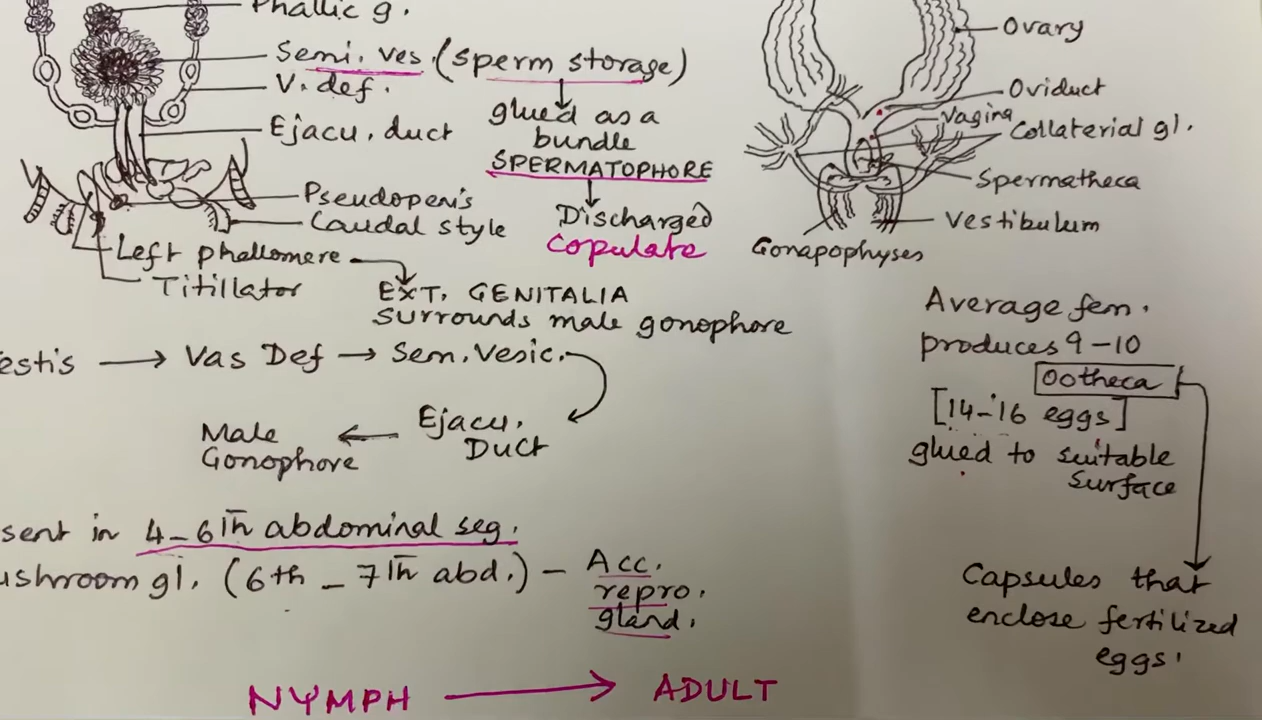 Phallic g.
Semi. ves. (sperm storage)
V. def.
Ejacu. duct
glued as a
bundle
SPERMATOPHORE
Discharged
Copulate
Pseudopenis
Caudal style
Left phallomere
Titillator
EXT. GENITALIA
Surrounds male gonophore
Ovary
Oviduct
Vagina
Collaterial gl.
Spermatheca
Vestibulum
Gonapophyses
estis → Vas Def → Sem. Vesic.
Ejacu.
Duct
Male
Gonophore
Average fem.
produces 9-10
Ootheca
[14-16 eggs]
glued to suitable
surface
Capsules that
enclose fertilized
eggs.
sent in 4-6th abdominal seg.
ushroom gl. (6th - 7th abd.) - Acc.
repro.
gland.
NYMPH → ADULT